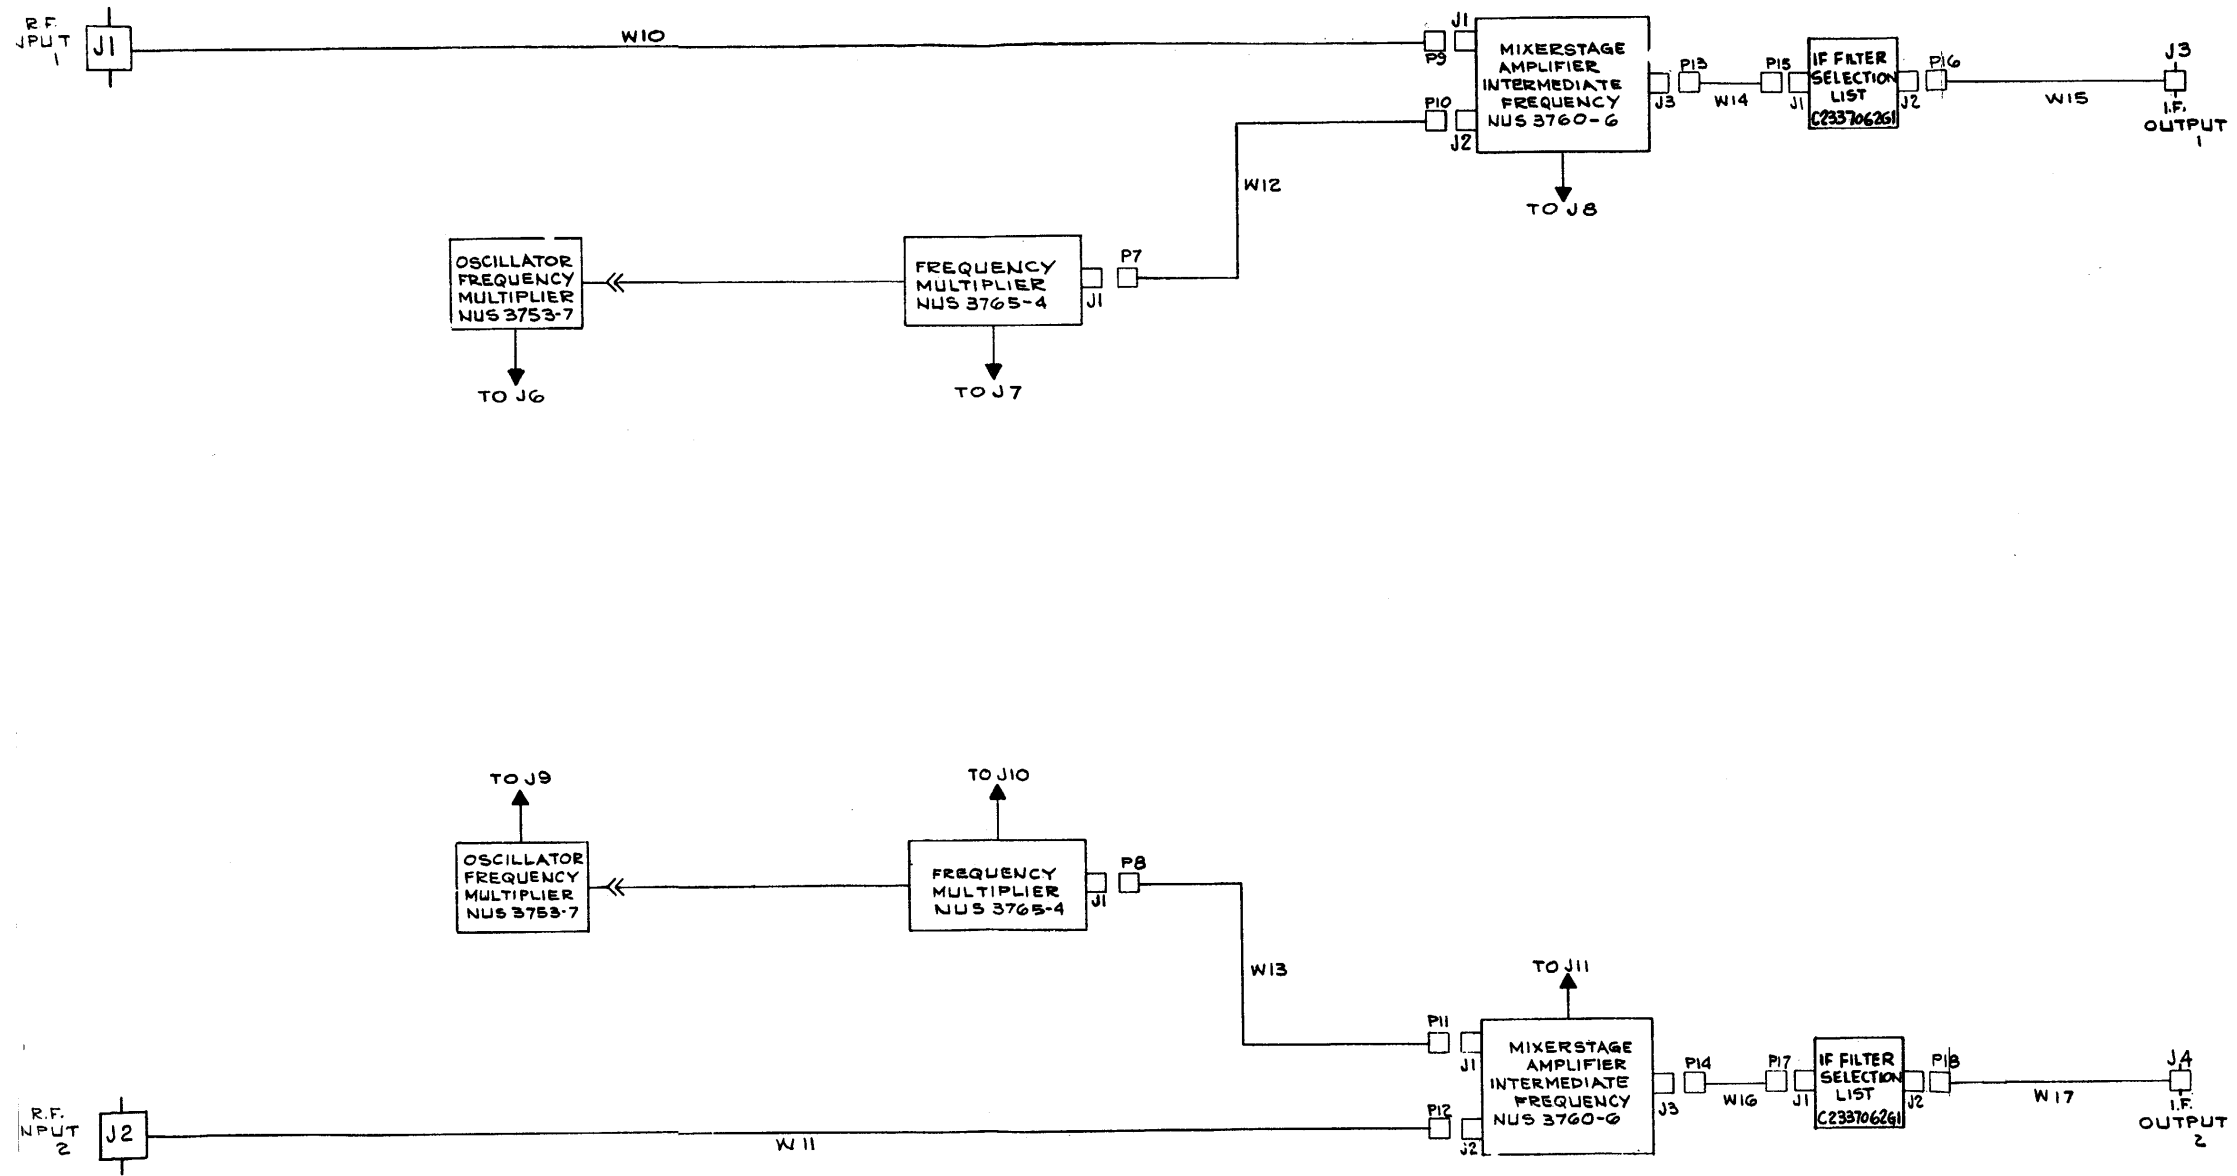 R.F.
NPUT
1
J1
W10
P9
J1
P10
J2
MIXERSTAGE
AMPLIFIER
INTERMEDIATE
FREQUENCY
NUS 3760-6
J3
P13
W14
P15
J1
IF FILTER
SELECTION
LIST
C2337062G1
J2
P16
W15
J3
I.F.
OUTPUT
1
TO J8
W12
OSCILLATOR
FREQUENCY
MULTIPLIER
NUS 3753-7
TO J6
FREQUENCY
MULTIPLIER
NUS 3765-4
J1
P7
TO J7
TO J9
OSCILLATOR
FREQUENCY
MULTIPLIER
NUS 3753-7
TO J10
FREQUENCY
MULTIPLIER
NUS 3765-4
J1
P8
W13
TO J11
P11
J1
P12
J2
MIXERSTAGE
AMPLIFIER
INTERMEDIATE
FREQUENCY
NUS 3760-6
J3
P14
W16
P17
J1
IF FILTER
SELECTION
LIST
C2337062G1
J2
P18
W17
J4
I.F.
OUTPUT
2
R.F.
NPUT
2
J2
W11